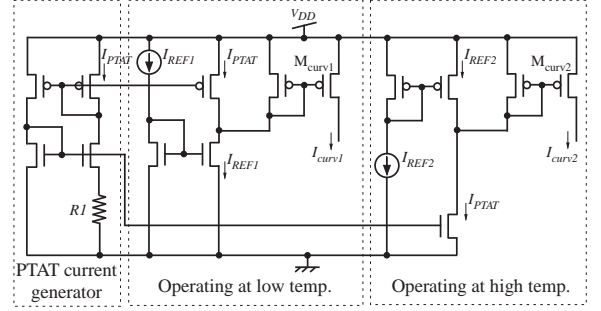 V_DD
I_PTAT
I_REF1
I_PTAT
M_curv1
I_REF2
M_curv2
I_REF1
I_curv1
I_REF2
I_curv2
R1
I_PTAT
PTAT current
generator
Operating at low temp.
Operating at high temp.